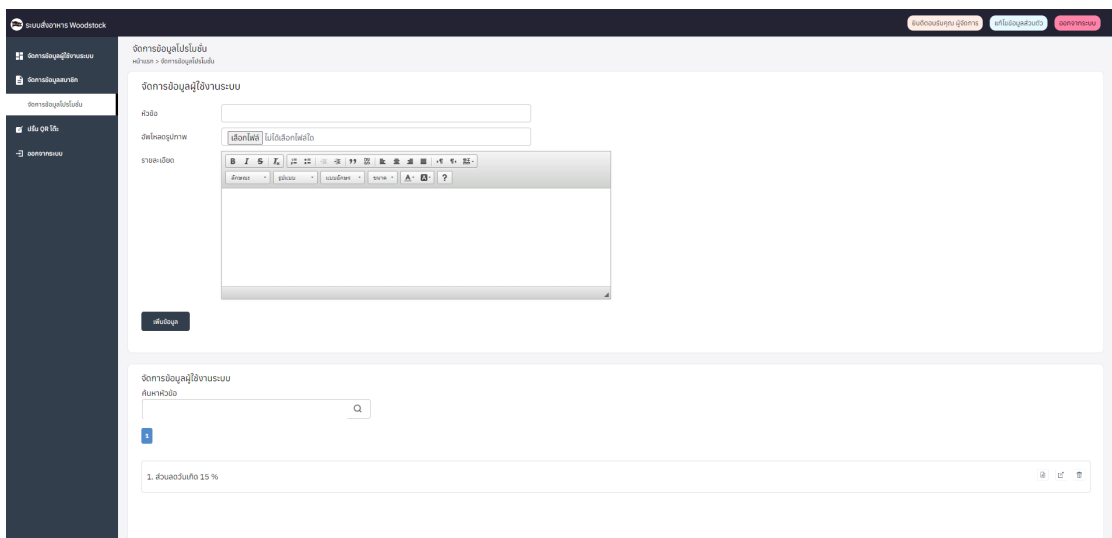 ระบบสั่งอาหาร Woodstock
ยินดีตอนรับคุณ ผู้จัดการ
แก้ไขข้อมูลส่วนตัว
ออกจากระบบ
จัดการข้อมูลผู้ใช้งานระบบ
จัดการข้อมูลสมาชิก
จัดการข้อมูลโปรโมชั่น
ปริ้น QR โต๊ะ
ออกจากระบบ
จัดการข้อมูลโปรโมชั่น
หน้าแรก > จัดการข้อมูลโปรโมชั่น
จัดการข้อมูลผู้ใช้งานระบบ
หัวข้อ
อัพโหลดรูปภาพ
เลือกไฟล์ ไม่ได้เลือกไฟล์ใด
รายละเอียด
ลักษณะ
รูปแบบ
แบบอักษร
ขนาด
เพิ่มข้อมูล
จัดการข้อมูลผู้ใช้งานระบบ
ค้นหาหัวข้อ
1
1. ส่วนลดวันเกิด 15 %